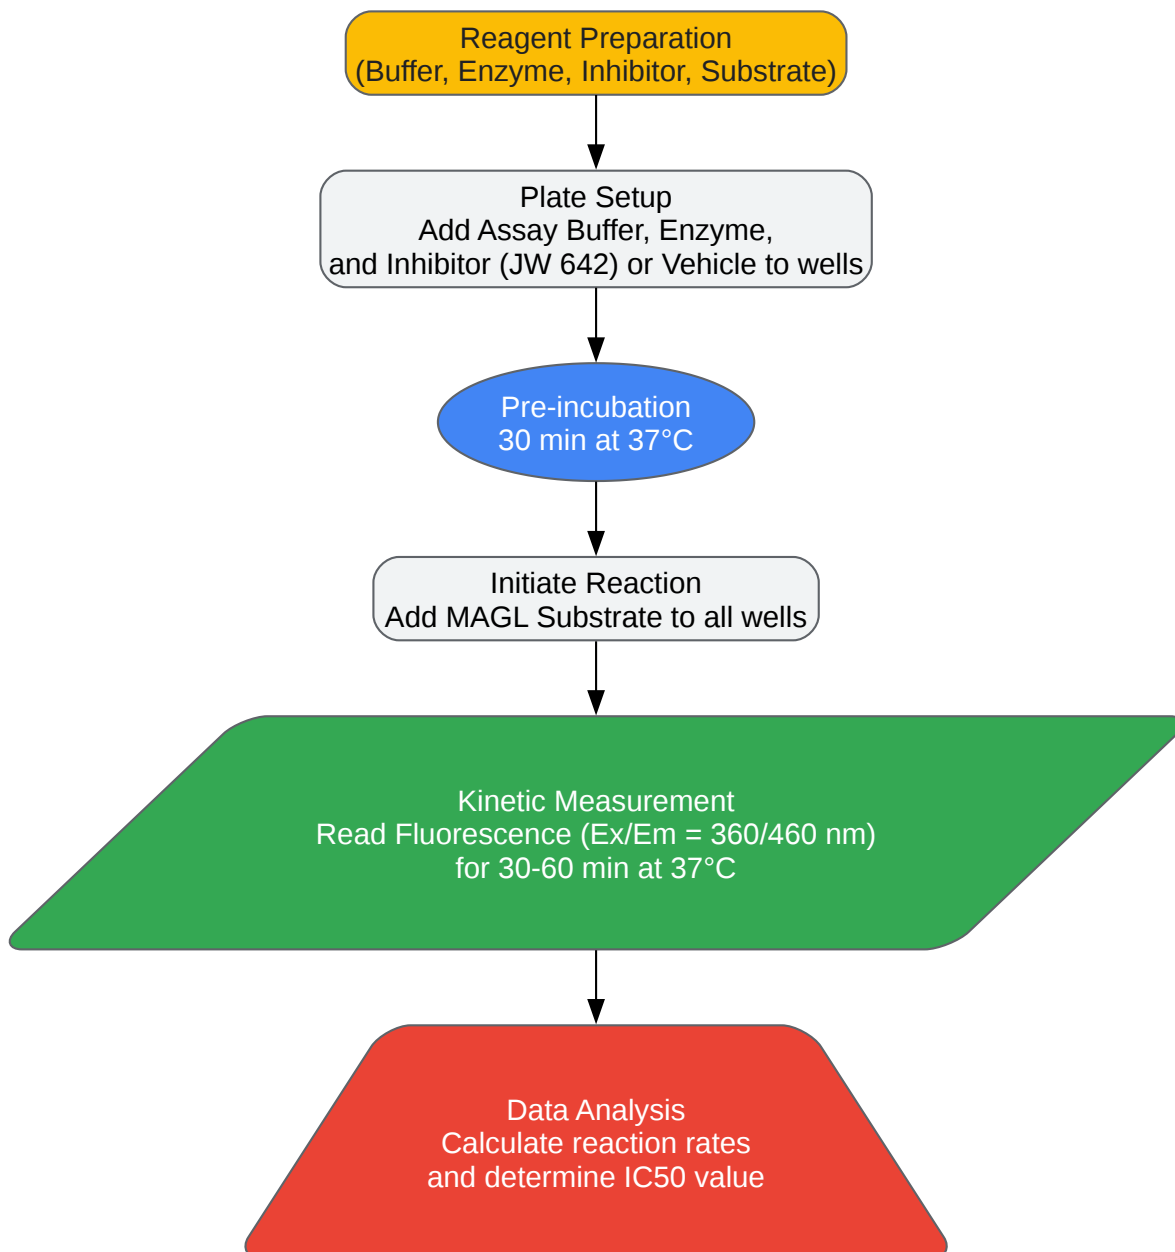 Reagent Preparation
(Buffer, Enzyme, Inhibitor, Substrate)
Plate Setup
Add Assay Buffer, Enzyme,
and Inhibitor (JW 642) or Vehicle to wells
Pre-incubation
30 min at 37°C
Initiate Reaction
Add MAGL Substrate to all wells
Kinetic Measurement
Read Fluorescence (Ex/Em = 360/460 nm)
for 30-60 min at 37°C
Data Analysis
Calculate reaction rates
and determine IC50 value